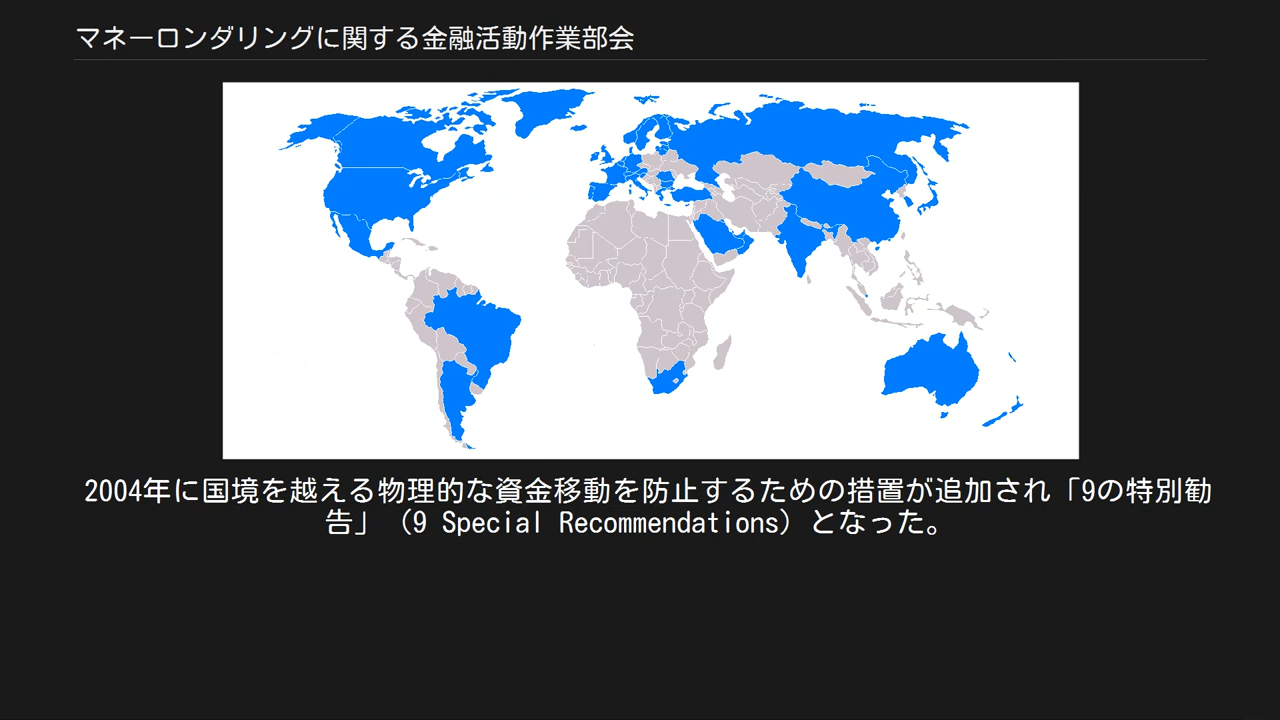 マネーロンダリングに関する金融活動作業部会
2004年に国境を越える物理的な資金移動を防止するための措置が追加され「9の特別勧
告」（9 Special Recommendations）となった。